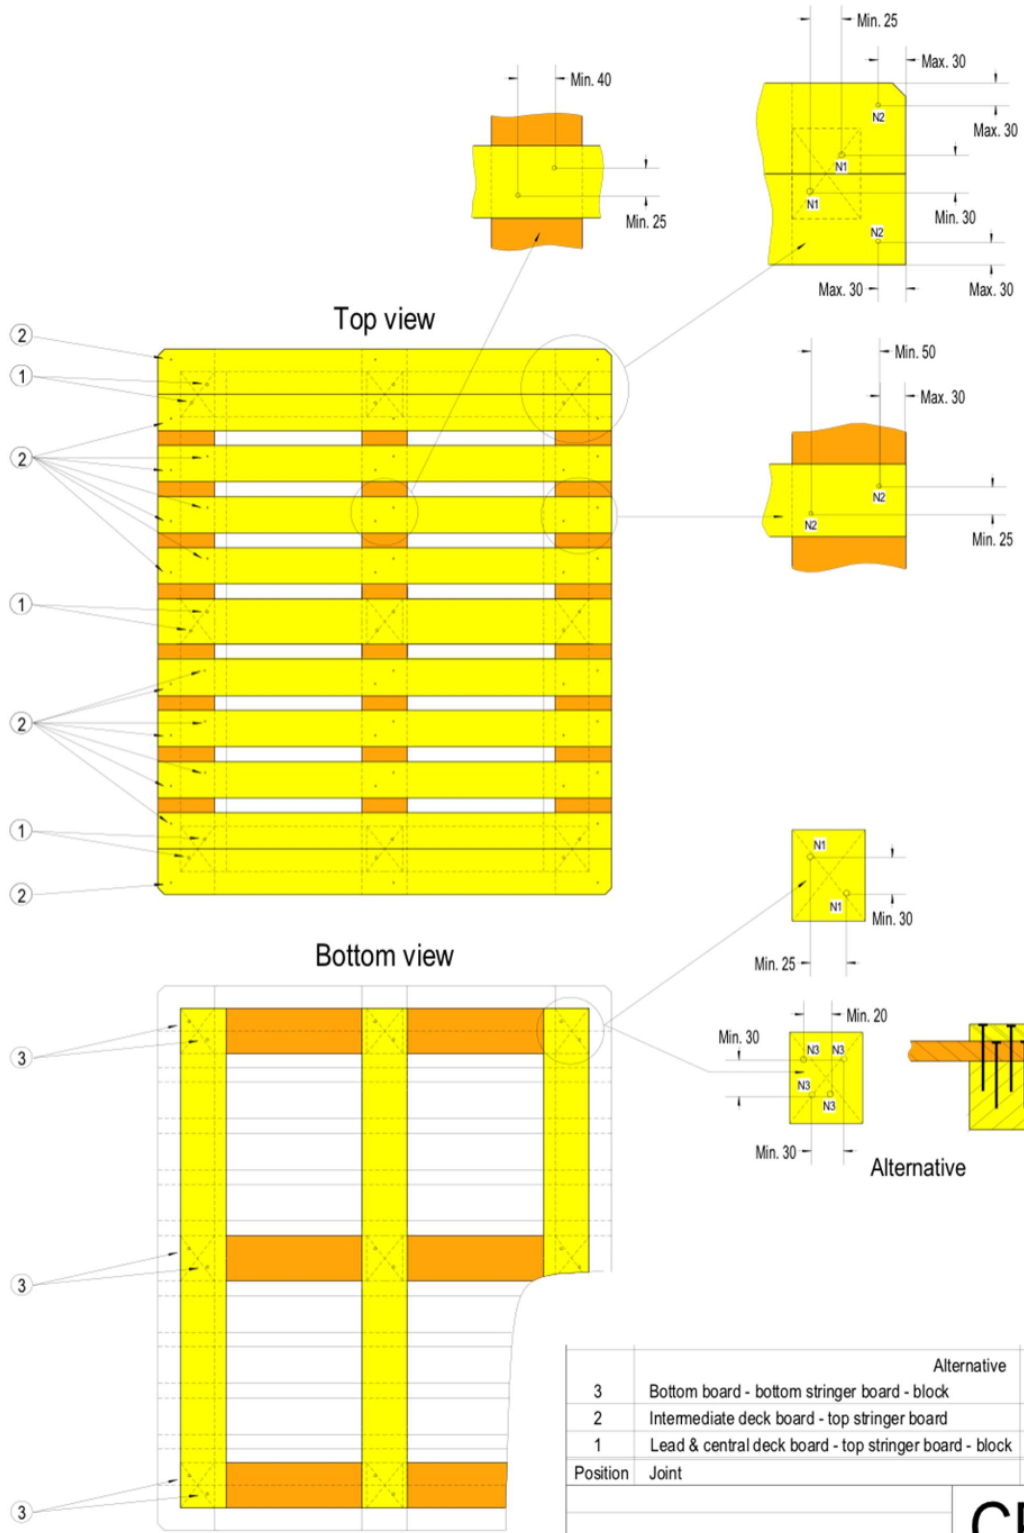 Min. 25
Max. 30
Min. 40
N2
Max. 30
N1
N1
Min. 30
Min. 25
N2
Max. 30
Max. 30
Top view
2
1
2
Min. 50
Max. 30
N2
N2
Min. 25
1
2
1
2
N1
N1
Min. 30
Min. 25
Bottom view
Min. 20
Min. 30
N3
N3
N3
N3
Min. 30
Alternative
3
3
3
Alternative
3 Bottom board - bottom stringer board - block
2 Intermediate deck board - top stringer board
1 Lead & central deck board - top stringer board - block
Position Joint